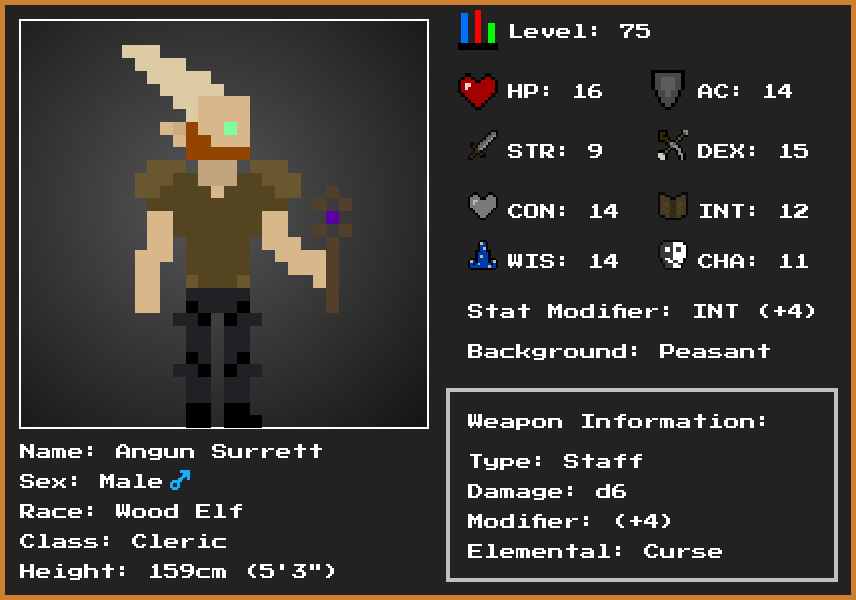 Level: 75
HP: 16
AC: 14
STR: 9
DEX: 15
CON: 14
INT: 12
WIS: 14
CHA: 11
Stat Modifier: INT (+4)
Background: Peasant
Weapon Information:
Type: Staff
Damage: d6
Modifier: (+4)
Elemental: Curse
Name: Angun Surrett
Sex: Male♂
Race: Wood Elf
Class: Cleric
Height: 159cm (5'3")